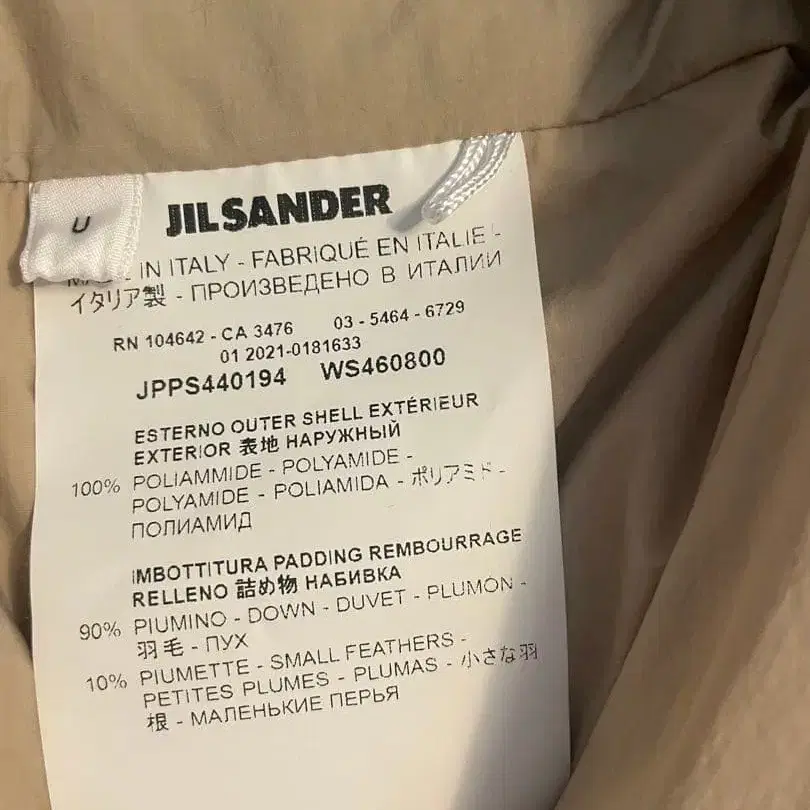 U
JIL SANDER
IN ITALY - FABRIQUÉ EN ITALIE -
イタリア製 - ПРОИЗВЕДЕНО В ИТАЛИИ
RN 104642 - CA 3476 03 - 5464 - 6729
01 2021-0181633
JPPS440194 WS460800
ESTERNO OUTER SHELL EXTÉRIEUR
EXTERIOR 表地 НАРУЖНЫЙ
100% POLIAMMIDE - POLYAMIDE -
POLYAMIDE - POLIAMIDA - ポリアミド -
ПОЛИАМИД
IMBOTTITURA PADDING REMBOURRAGE
RELLENO 詰め物 НАБИВКА
90% PIUMINO - DOWN - DUVET - PLUMON -
羽毛 - ПУХ
10% PIUMETTE - SMALL FEATHERS -
PETITES PLUMES - PLUMAS - 小さな羽
根 - МАЛЕНЬКИЕ ПЕРЬЯ